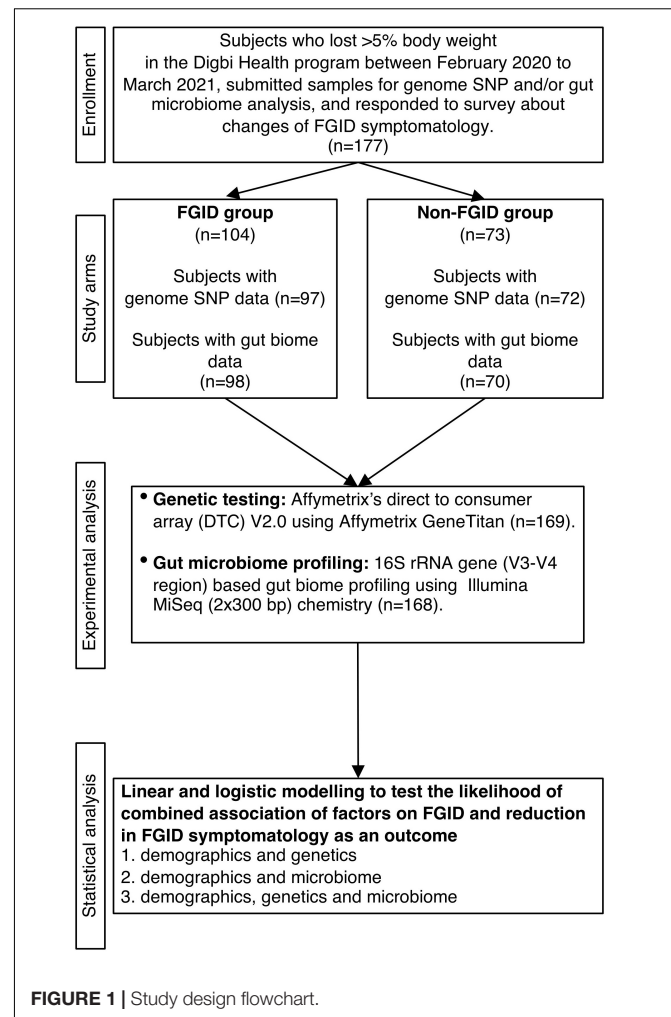 Enrollment
Subjects who lost >5% body weight
in the Digbi Health program between February 2020 to
March 2021, submitted samples for genome SNP and/or gut
microbiome analysis, and responded to survey about
changes of FGID symptomatology.
(n=177)
Study arms
FGID group
(n=104)
Subjects with
genome SNP data (n=97)
Subjects with gut biome
data
(n=98)
Non-FGID group
(n=73)
Subjects with
genome SNP data (n=72)
Subjects with gut biome
data
(n=70)
Experimental analysis
• Genetic testing: Affymetrix's direct to consumer
array (DTC) V2.0 using Affymetrix GeneTitan (n=169).
• Gut microbiome profiling: 16S rRNA gene (V3-V4
region) based gut biome profiling using Illumina
MiSeq (2x300 bp) chemistry (n=168).
Statistical analysis
Linear and logistic modelling to test the likelihood of
combined association of factors on FGID and reduction
in FGID symptomatology as an outcome
1. demographics and genetics
2. demographics and microbiome
3. demographics, genetics and microbiome
FIGURE 1 | Study design flowchart.